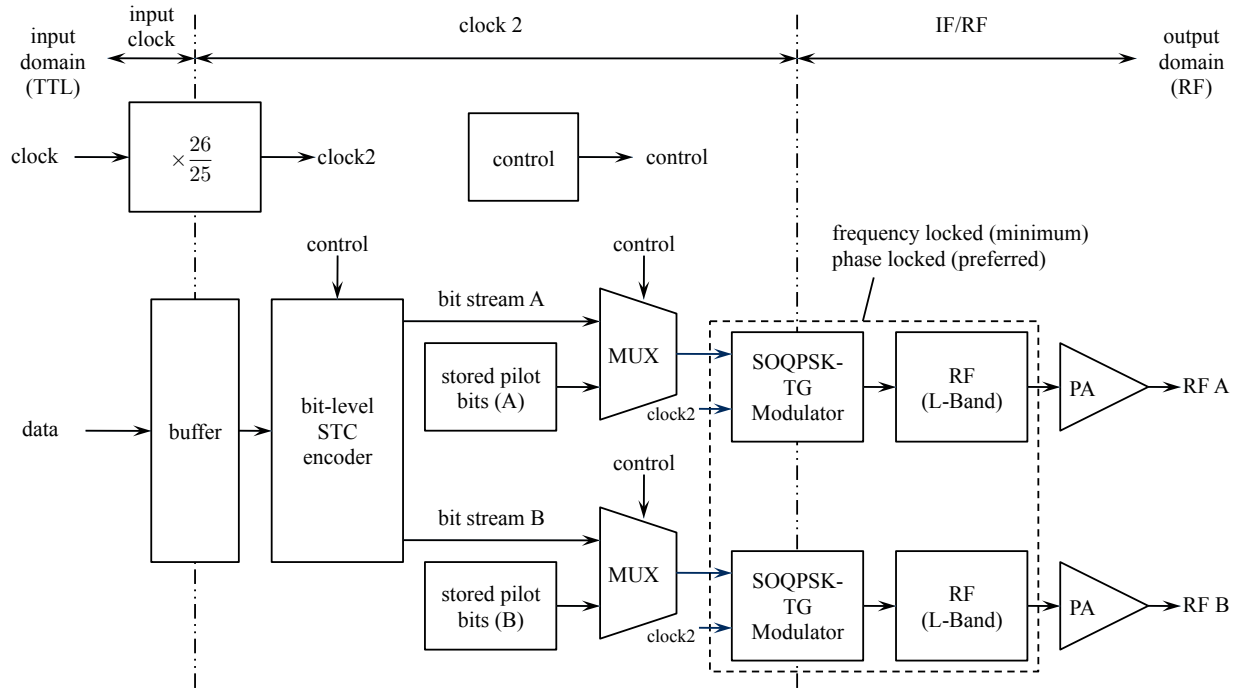 input
domain
(TTL)
input
clock
clock 2
IF/RF
output
domain
(RF)
clock
× 26/25
clock2
control
control
frequency locked (minimum)
phase locked (preferred)
control
control
bit stream A
MUX
stored pilot
bits (A)
clock2
SOQPSK-
TG
Modulator
RF
(L-Band)
PA
RF A
data
buffer
bit-level
STC
encoder
control
bit stream B
MUX
stored pilot
bits (B)
clock2
SOQPSK-
TG
Modulator
RF
(L-Band)
PA
RF B